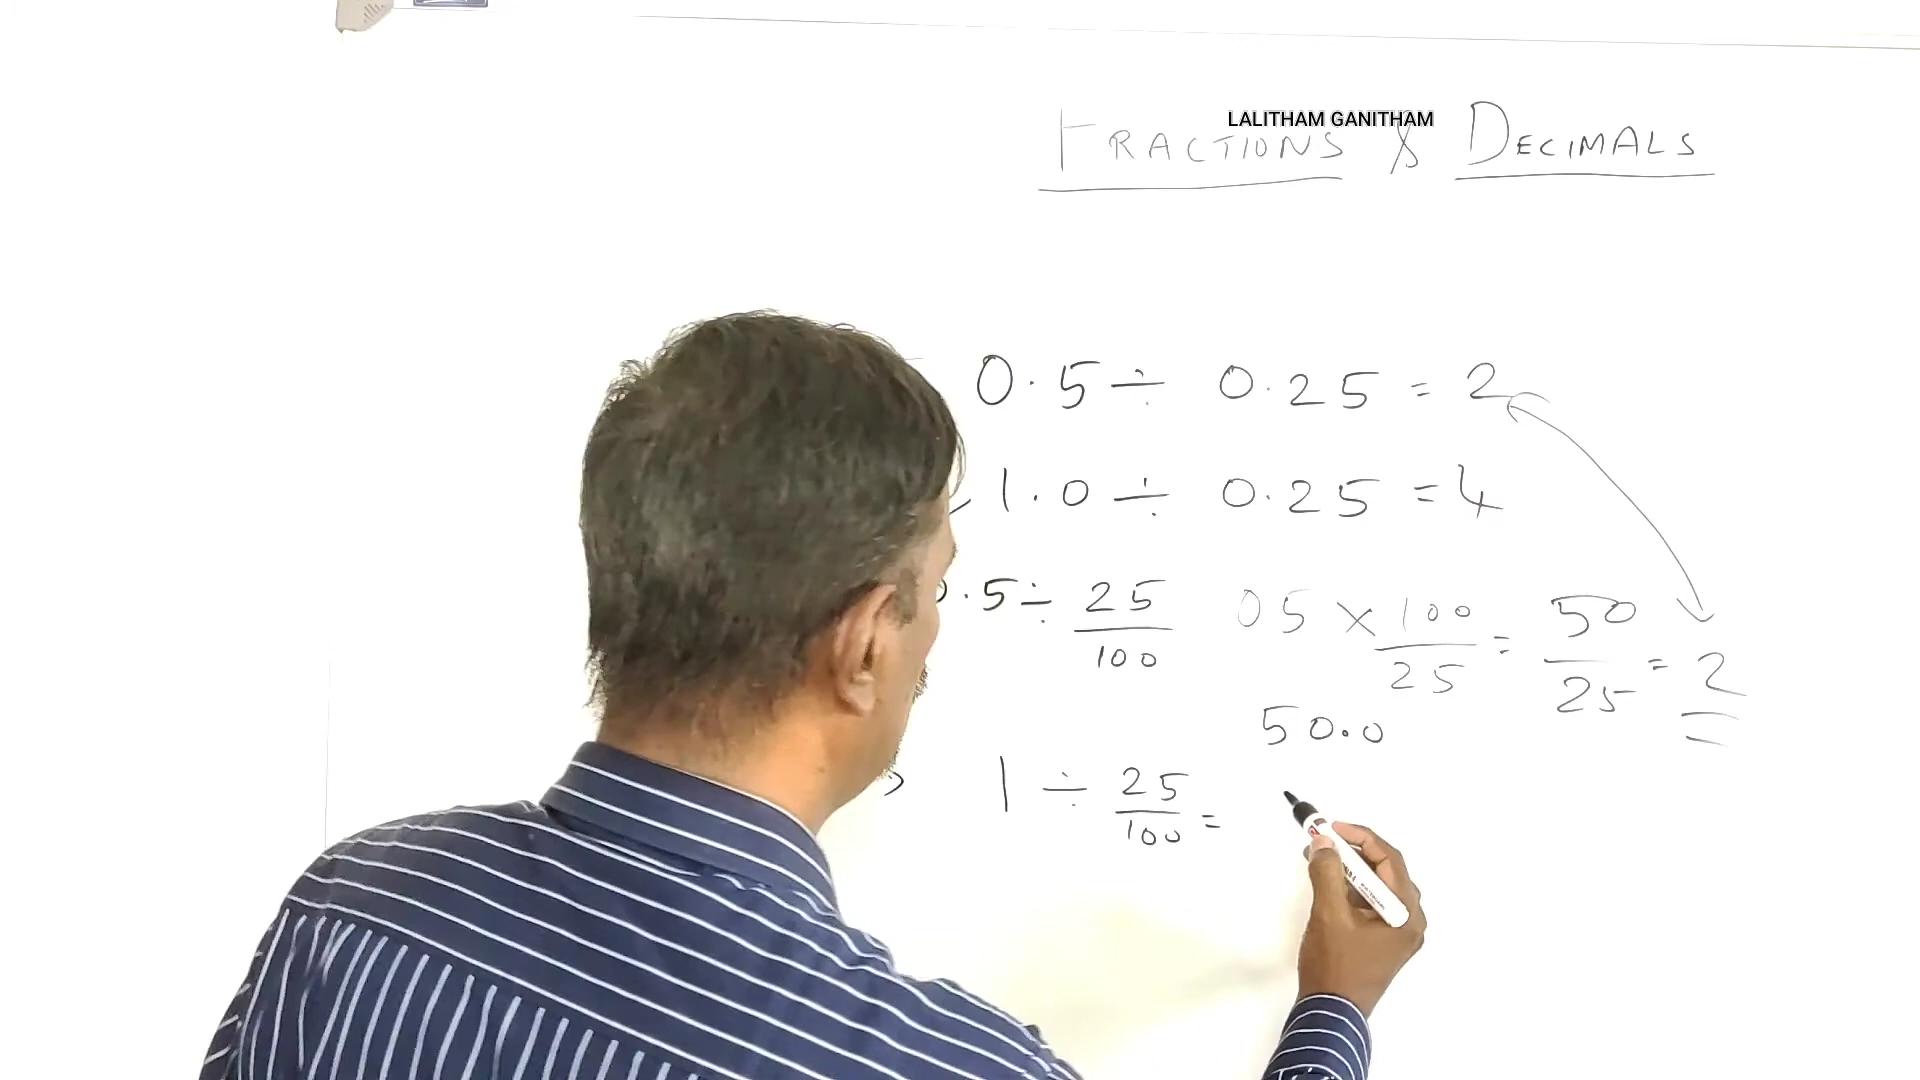 LALITHAM GANITHAM
FRACTIONS & DECIMALS
0.5 ÷ 0.25 = 2
1.0 ÷ 0.25 = 4
.5 ÷ 25/100 05 × 100/25 = 50/25 = 2
50.0
1 ÷ 25/100 =